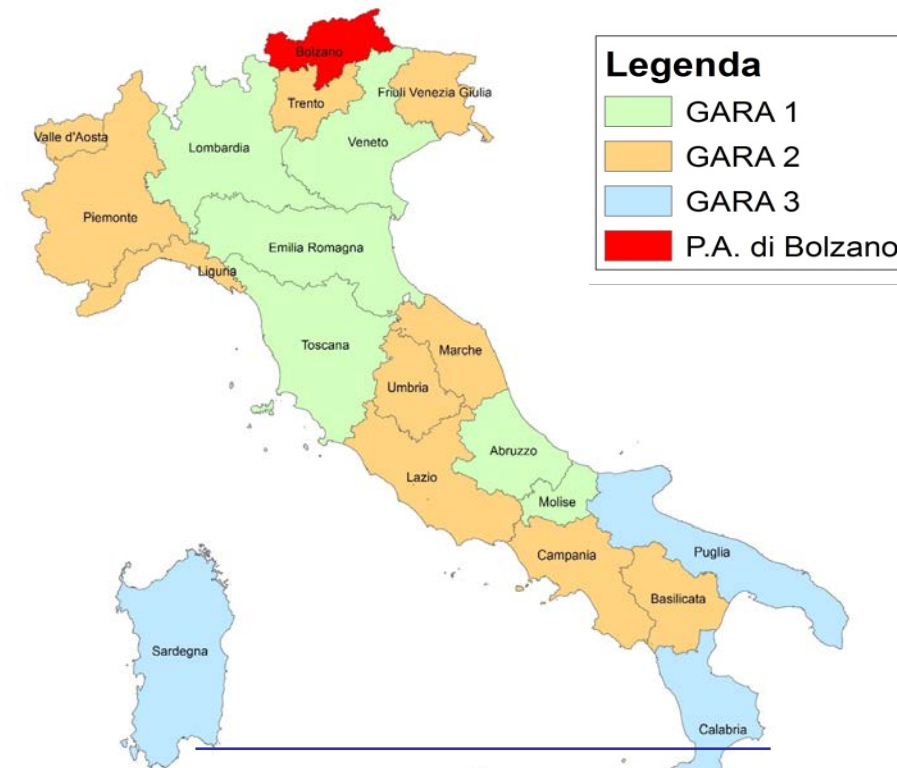 Legenda
GARA 1
GARA 2
GARA 3
P.A. di Bolzano
Bolzano
Trento
Friuli Venezia Giulia
Valle d'Aosta
Lombardia
Veneto
Piemonte
Emilia Romagna
Liguria
Toscana
Marche
Umbria
Abruzzo
Lazio
Molise
Campania
Puglia
Basilicata
Sardegna
Calabria